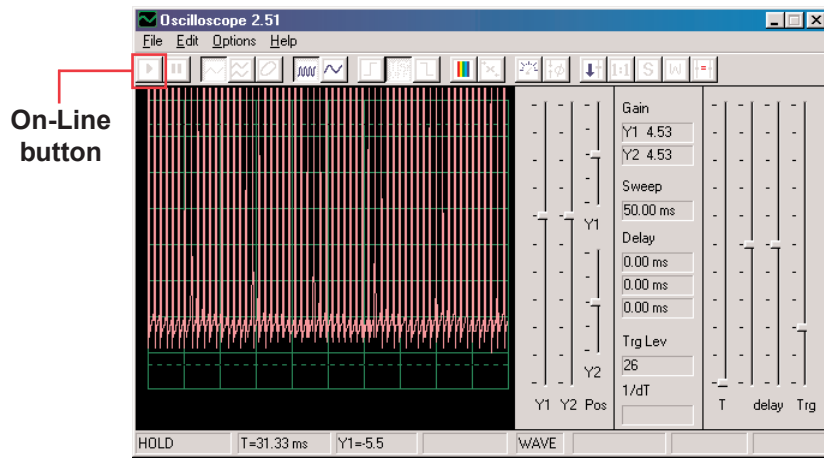 Oscilloscope 2.51
File Edit Options Help
1:1 S W
On-Line
button
Gain
Y1 4.53
Y2 4.53
Sweep
50.00 ms
Y1
Delay
0.00 ms
0.00 ms
0.00 ms
Trg Lev
26
Y2
1/dT
Y1 Y2 Pos
T delay Trg
HOLD T=31.33 ms Y1=-5.5 WAVE